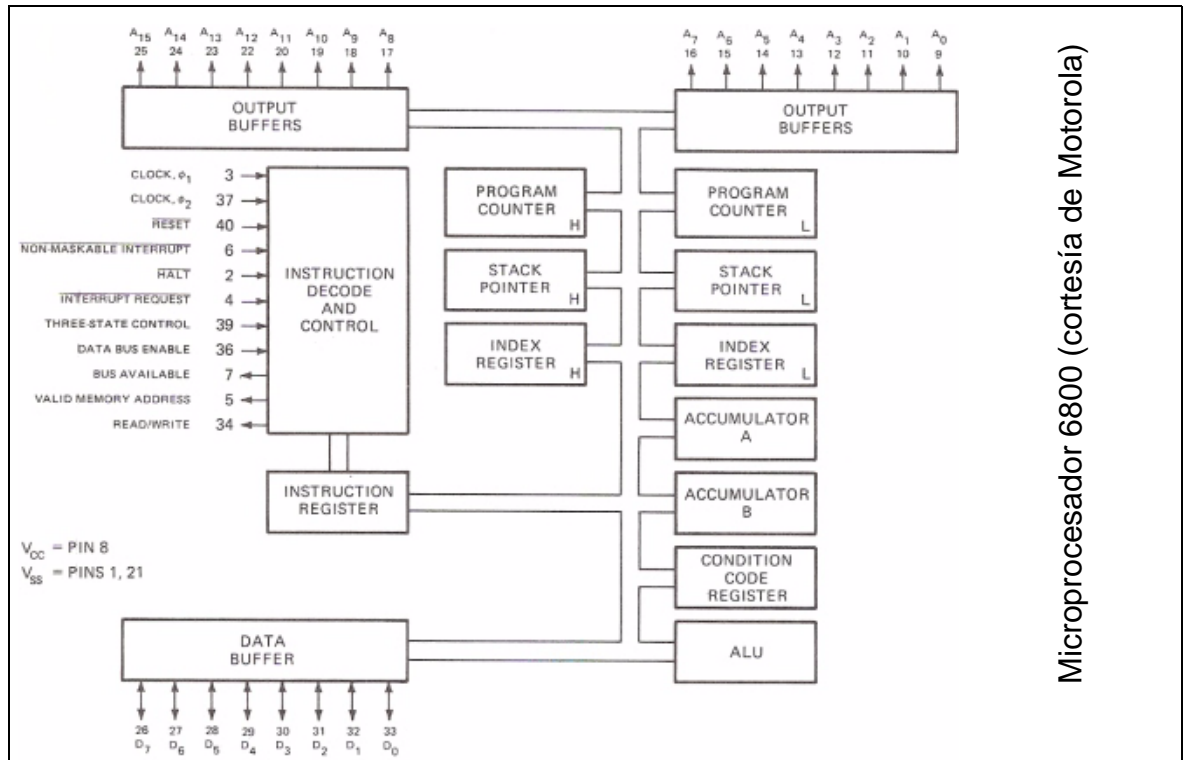 A15 A14 A13 A12 A11 A10 A9 A8
25 24 23 22 20 19 18 17
A7 A6 A5 A4 A3 A2 A1 A0
16 15 14 13 12 11 10 9
OUTPUT
BUFFERS
OUTPUT
BUFFERS
CLOCK, ϕ1 3
CLOCK, ϕ2 37
RESET 40
NON-MASKABLE INTERRUPT 6
HALT 2
INTERRUPT REQUEST 4
THREE-STATE CONTROL 39
DATA BUS ENABLE 36
BUS AVAILABLE 7
VALID MEMORY ADDRESS 5
READ/WRITE 34
INSTRUCTION
DECODE
AND
CONTROL
PROGRAM
COUNTER
H
PROGRAM
COUNTER
L
STACK
POINTER
H
STACK
POINTER
L
INDEX
REGISTER
H
INDEX
REGISTER
L
ACCUMULATOR
A
INSTRUCTION
REGISTER
ACCUMULATOR
B
CONDITION
CODE
REGISTER
VCC = PIN 8
VSS = PINS 1, 21
DATA
BUFFER
ALU
26 27 28 29 30 31 32 33
D7 D6 D5 D4 D3 D2 D1 D0
Microprocesador 6800 (cortesía de Motorola)